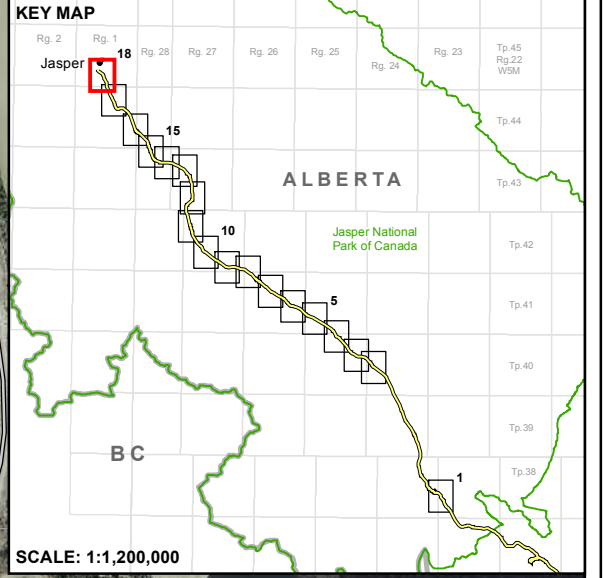 KEY MAP
Rg. 2
Rg. 1
18
Rg. 28
Rg. 27
Rg. 26
Rg. 25
Rg. 24
Rg. 23
Tp.45
Rg.22
W5M
Jasper
Tp.44
15
ALBERTA
Tp.43
10
Jasper National
Park of Canada
Tp.42
5
Tp.41
Tp.40
Tp.39
BC
1
Tp.38
SCALE: 1:1,200,000